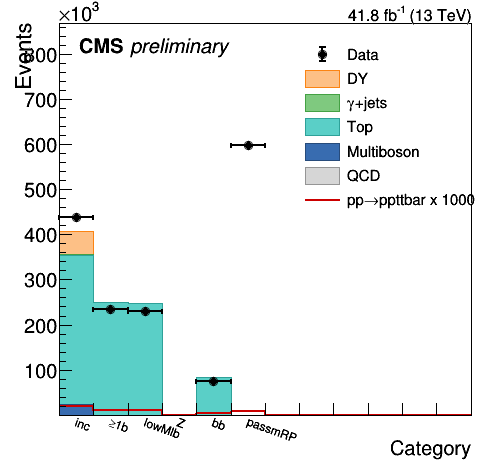 ×10³
41.8 fb⁻¹ (13 TeV)
Events
CMS preliminary
Data
DY
γ+jets
Top
Multiboson
QCD
pp→ppttbar x 1000
800
700
600
500
400
300
200
100
inc
≥1b
lowMlb
Z
bb
passmRP
Category